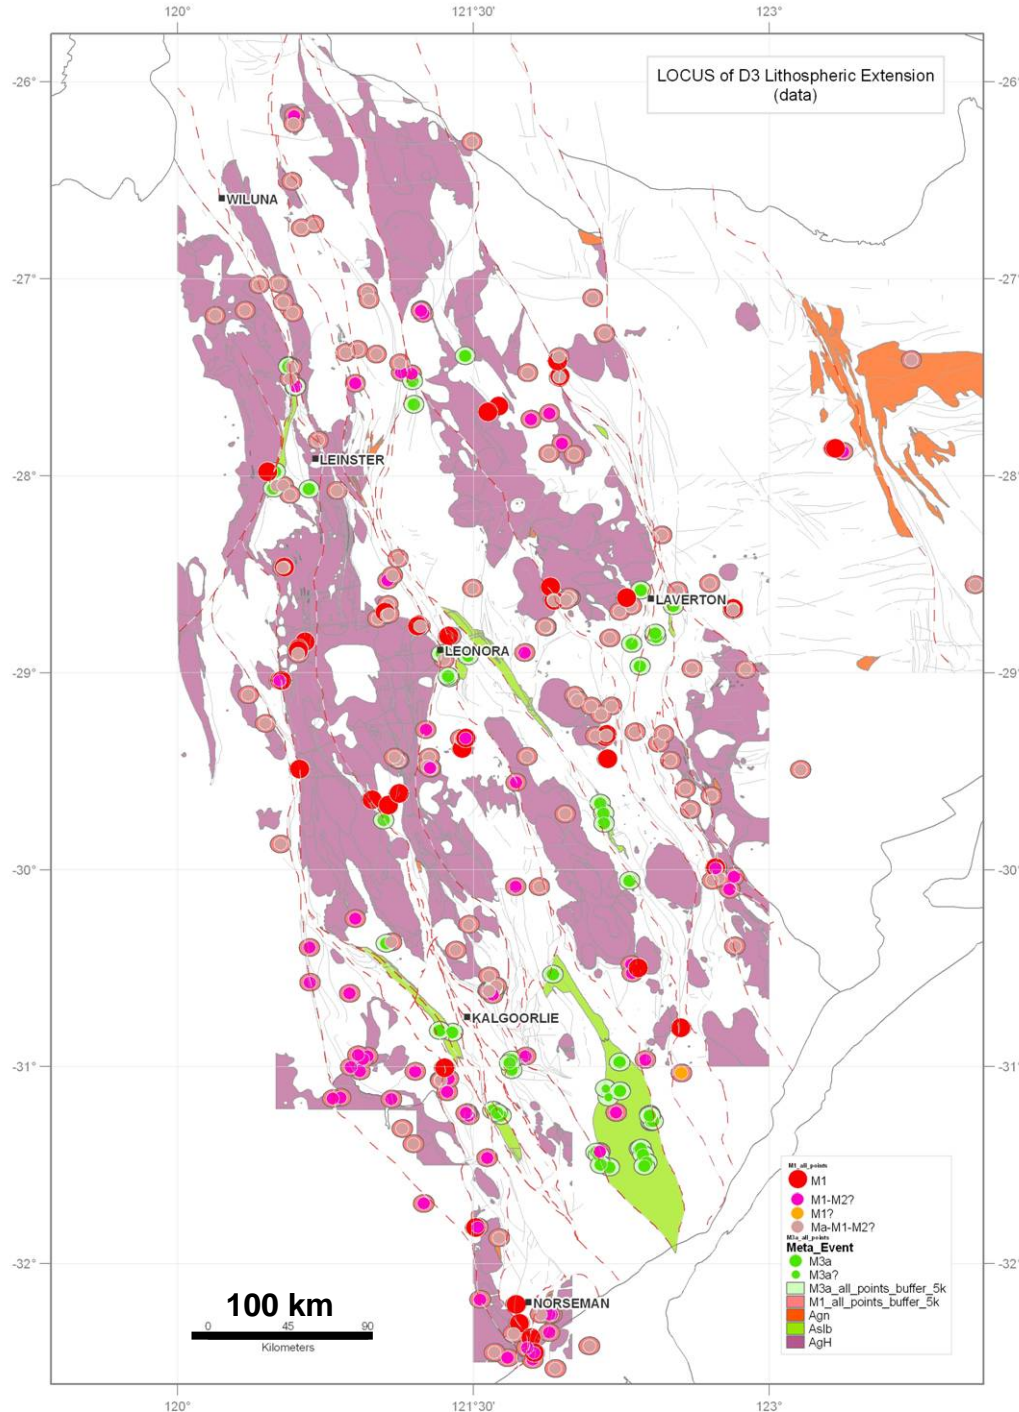 120° 121°30' 123°
LOCUS of D3 Lithospheric Extension
(data)
-26° -26°
WILUNA
-27° -27°
LEINSTER
-28° -28°
LAVERTON
LEONORA
-29° -29°
-30° -30°
KALGOORLIE
-31° -31°
M1_all_points
M1
M1-M2?
M1?
Ma-M1-M2?
M3a_all_points
Meta_Event
M3a
M3a?
M3a_all_points_buffer_5k
M1_all_points_buffer_5k
Agn
Aslb
AgH
-32° -32°
NORSEMAN
100 km
0 45 90
Kilometers
120° 121°30' 123°